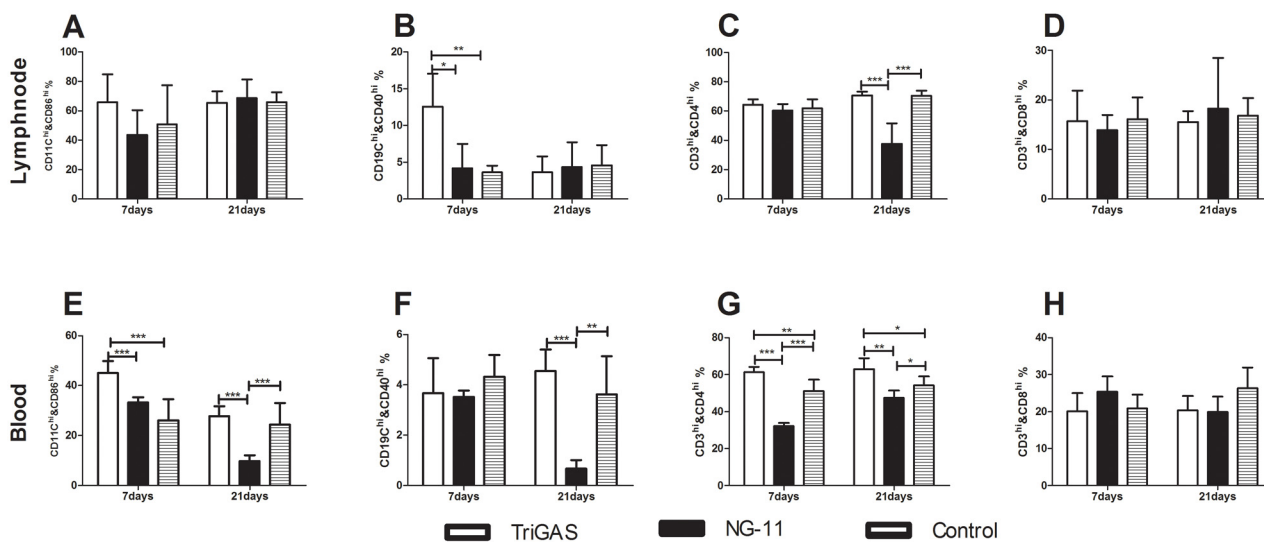 A
B
C
D
Lymphnode
CD11C^hi&CD86^hi %
100
80
60
40
20
0
7days 21days
CD19C^hi&CD40^hi %
20
15
10
5
0
**
*
7days 21days
CD3^hi&CD4^hi %
100
80
60
40
20
0
*** ***
7days 21days
CD3^hi&CD8^hi %
30
20
10
0
7days 21days
E
F
G
H
Blood
CD11C^hi&CD86^hi %
60
40
20
0
***
***
***
***
7days 21days
CD19C^hi&CD40^hi %
6
4
2
0
**
***
7days 21days
CD3^hi&CD4^hi %
80
60
40
20
0
** *
*** *** ** *
7days 21days
CD3^hi&CD8^hi %
40
30
20
10
0
7days 21days
TriGAS NG-11 Control